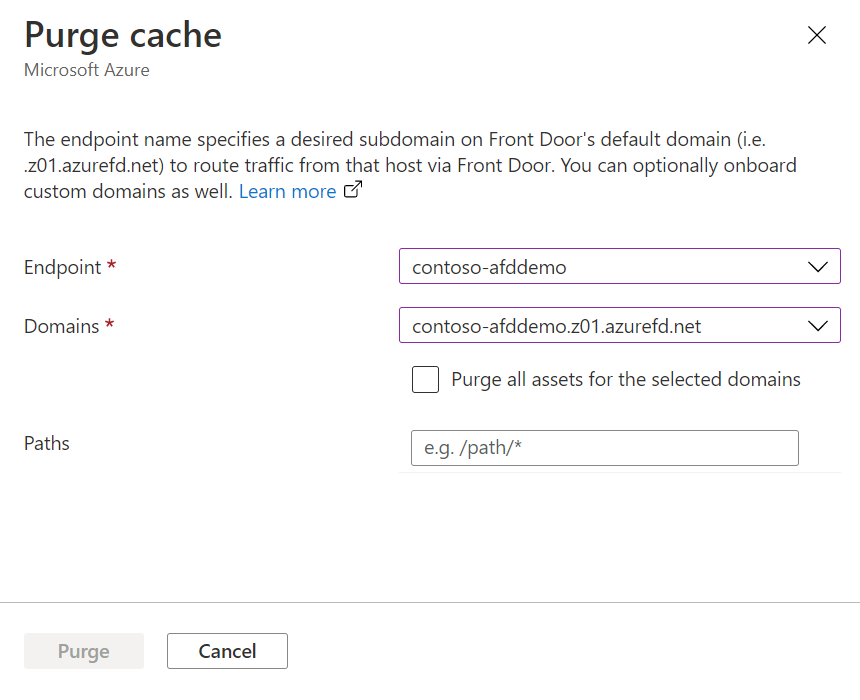 Purge cache
Microsoft Azure
The endpoint name specifies a desired subdomain on Front Door's default domain (i.e.
.z01.azurefd.net) to route traffic from that host via Front Door. You can optionally onboard
custom domains as well. Learn more
Endpoint *
contoso-afddemo
Domains *
contoso-afddemo.z01.azurefd.net
Purge all assets for the selected domains
Paths
e.g. /path/*
Purge
Cancel